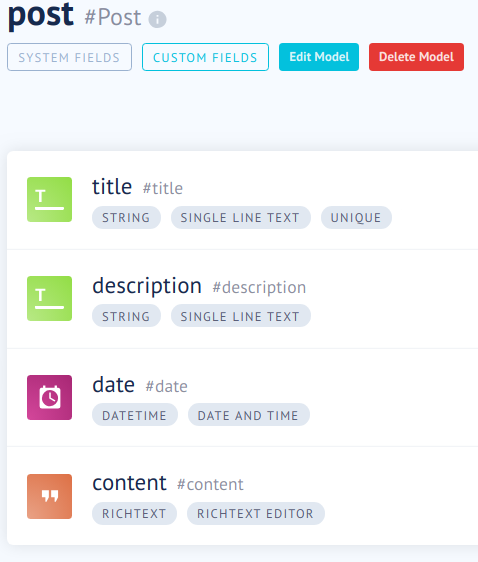 post #Post
SYSTEM FIELDS CUSTOM FIELDS Edit Model Delete Model
title #title
STRING SINGLE LINE TEXT UNIQUE
description #description
STRING SINGLE LINE TEXT
date #date
DATETIME DATE AND TIME
content #content
RICHTEXT RICHTEXT EDITOR